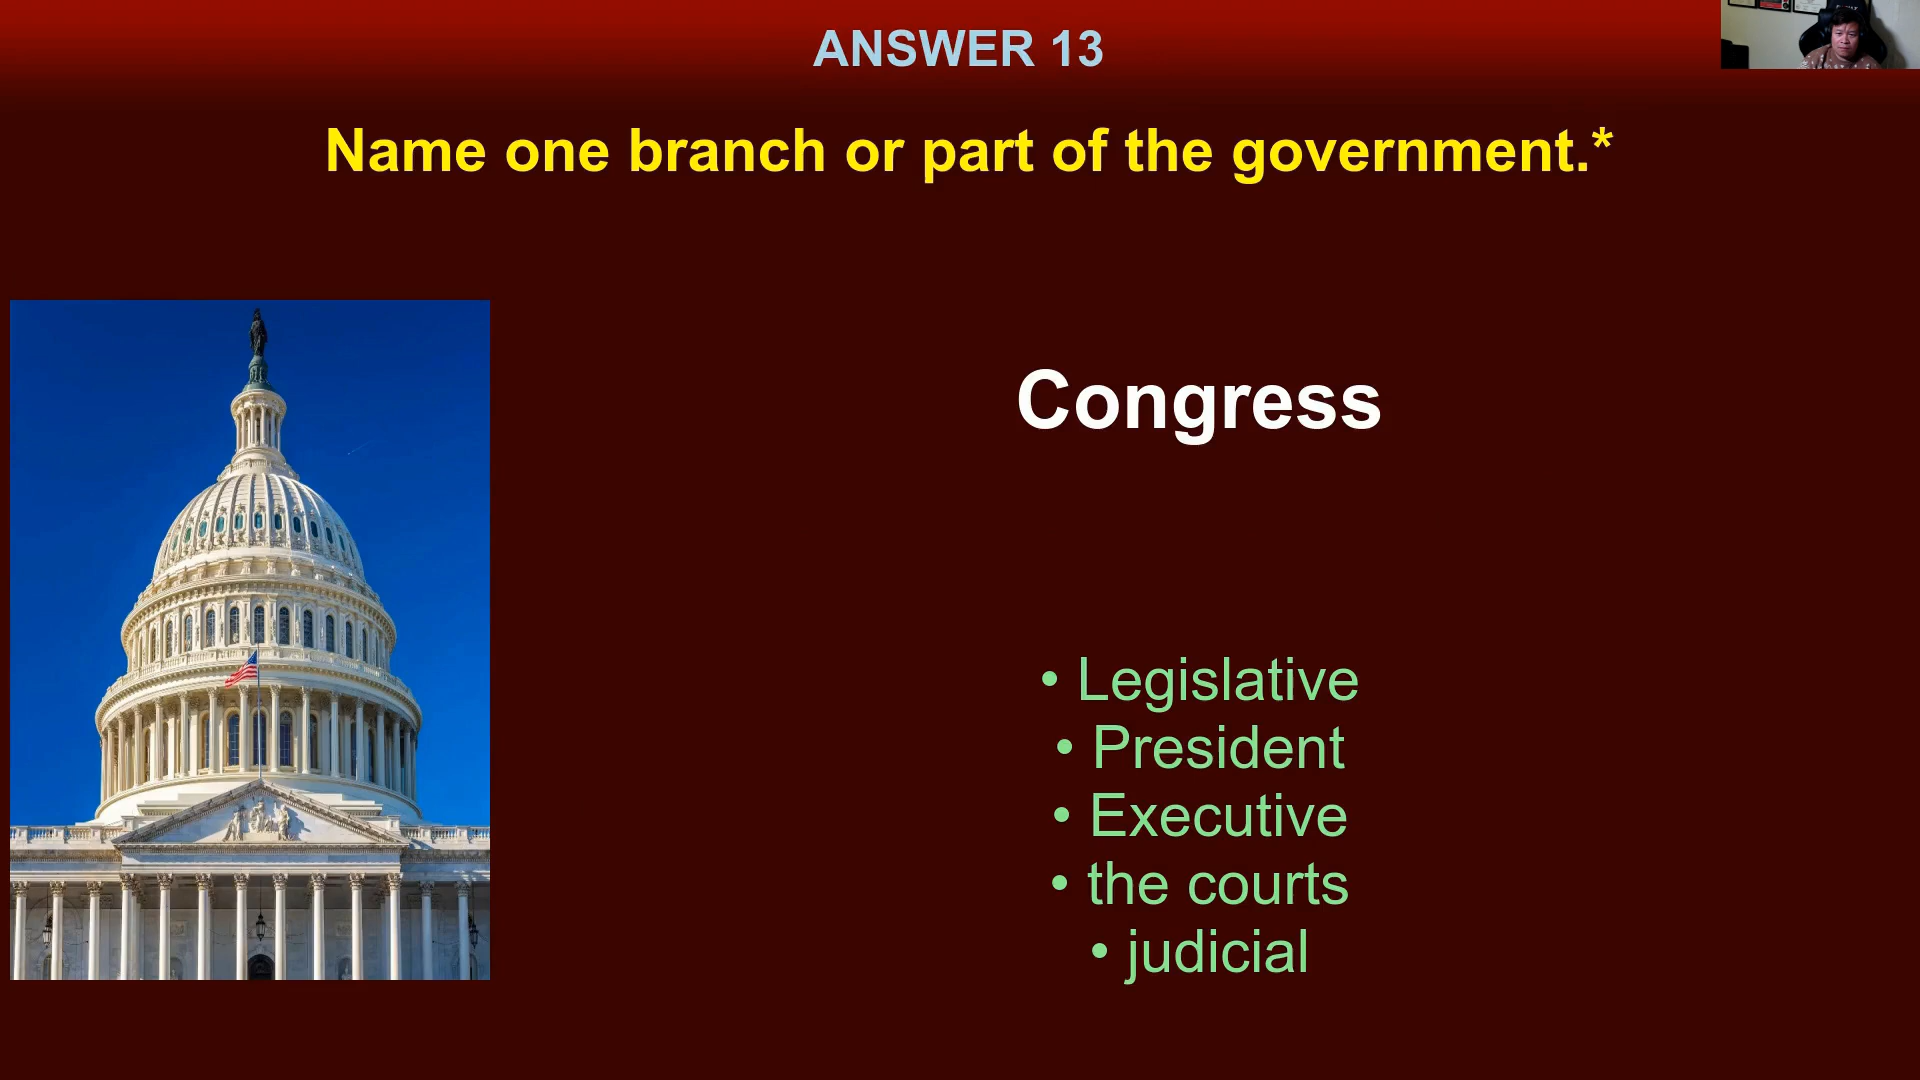 ANSWER 13
Name one branch or part of the government.*
Congress
• Legislative
• President
• Executive
• the courts
• judicial